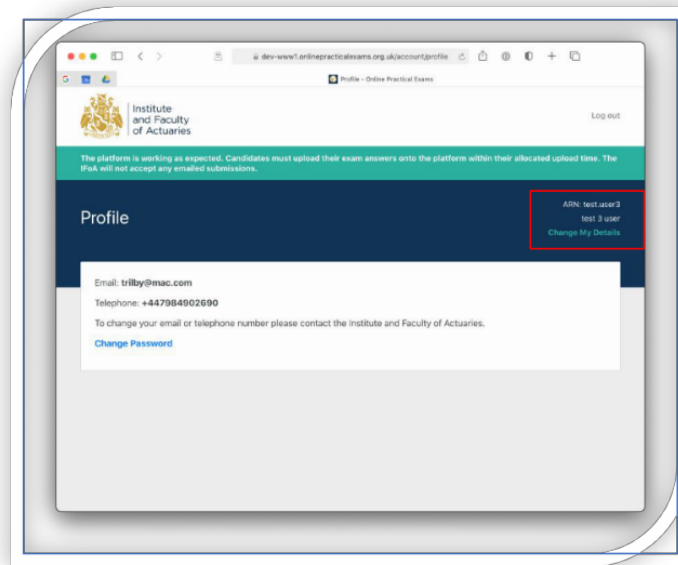 dev-www1.onlinepracticalexams.org.uk/account/profile
Profile - Online Practical Exams
Institute
and Faculty
of Actuaries
Log out
The platform is working as expected. Candidates must upload their exam answers onto the platform within their allocated upload time. The
IFoA will not accept any emailed submissions.
Profile
ARN: test.user3
test 3 user
Change My Details
Email: trilby@mac.com
Telephone: +447984902690
To change your email or telephone number please contact the Institute and Faculty of Actuaries.
Change Password